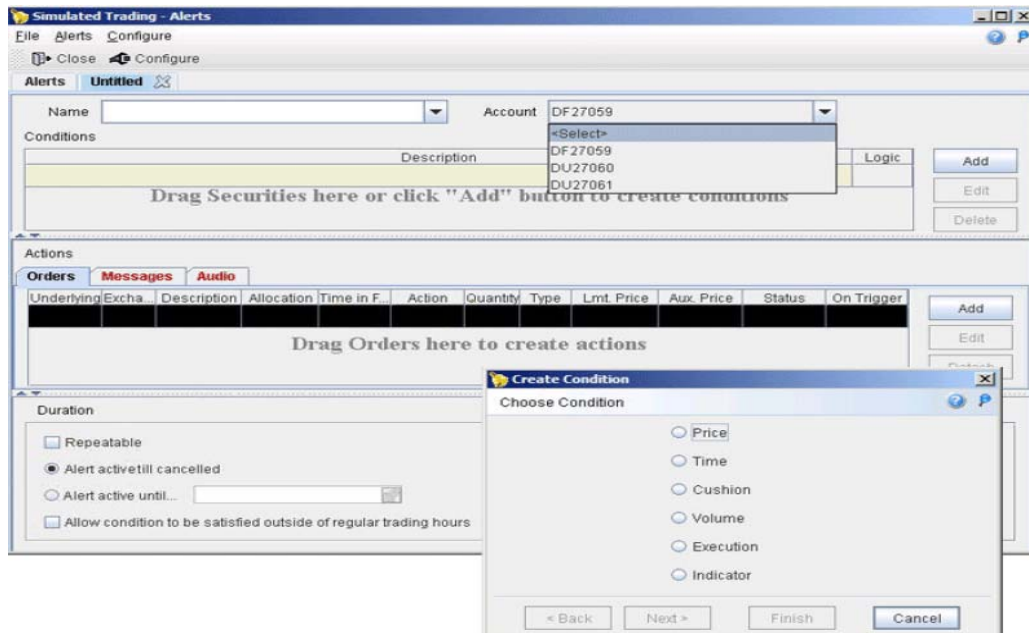 Simulated Trading - Alerts
File Alerts Configure
Close Configure
Alerts Untitled
Name Account DF27059
<Select>
DF27059
DU27060
DU27061
Conditions
Description Logic
Drag Securities here or click "Add" button to create conditions
Add
Edit
Delete
Actions
Orders Messages Audio
Underlying Excha... Description Allocation Time in F... Action Quantity Type Lmt. Price Aux. Price Status On Trigger
Drag Orders here to create actions
Add
Edit
Duration
Repeatable
Alert active till cancelled
Alert active until...
Allow condition to be satisfied outside of regular trading hours
Create Condition
Choose Condition
Price
Time
Cushion
Volume
Execution
Indicator
< Back Next > Finish Cancel